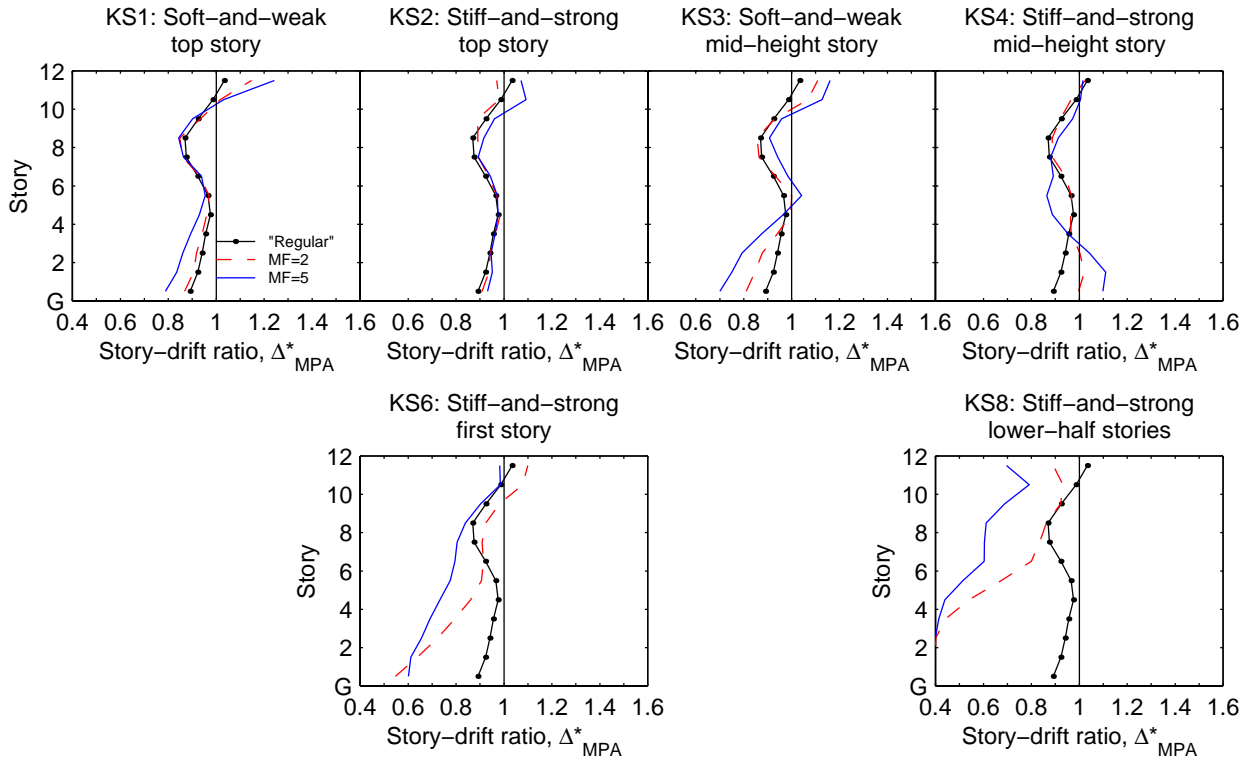 KS1: Soft−and−weak
top story
KS2: Stiff−and−strong
top story
KS3: Soft−and−weak
mid−height story
KS4: Stiff−and−strong
mid−height story
12
10
8
6
4
2
G
Story
"Regular"
MF=2
MF=5
0.4 0.6 0.8 1 1.2 1.4 1.6
0.6 0.8 1 1.2 1.4 1.6
0.6 0.8 1 1.2 1.4 1.6
0.6 0.8 1 1.2 1.4 1.6
Story−drift ratio, Δ*MPA
Story−drift ratio, Δ*MPA
Story−drift ratio, Δ*MPA
Story−drift ratio, Δ*MPA
KS6: Stiff−and−strong
first story
12
10
8
6
4
2
G
Story
0.4 0.6 0.8 1 1.2 1.4 1.6
Story−drift ratio, Δ*MPA
KS8: Stiff−and−strong
lower−half stories
12
10
8
6
4
2
G
Story
0.4 0.6 0.8 1 1.2 1.4 1.6
Story−drift ratio, Δ*MPA